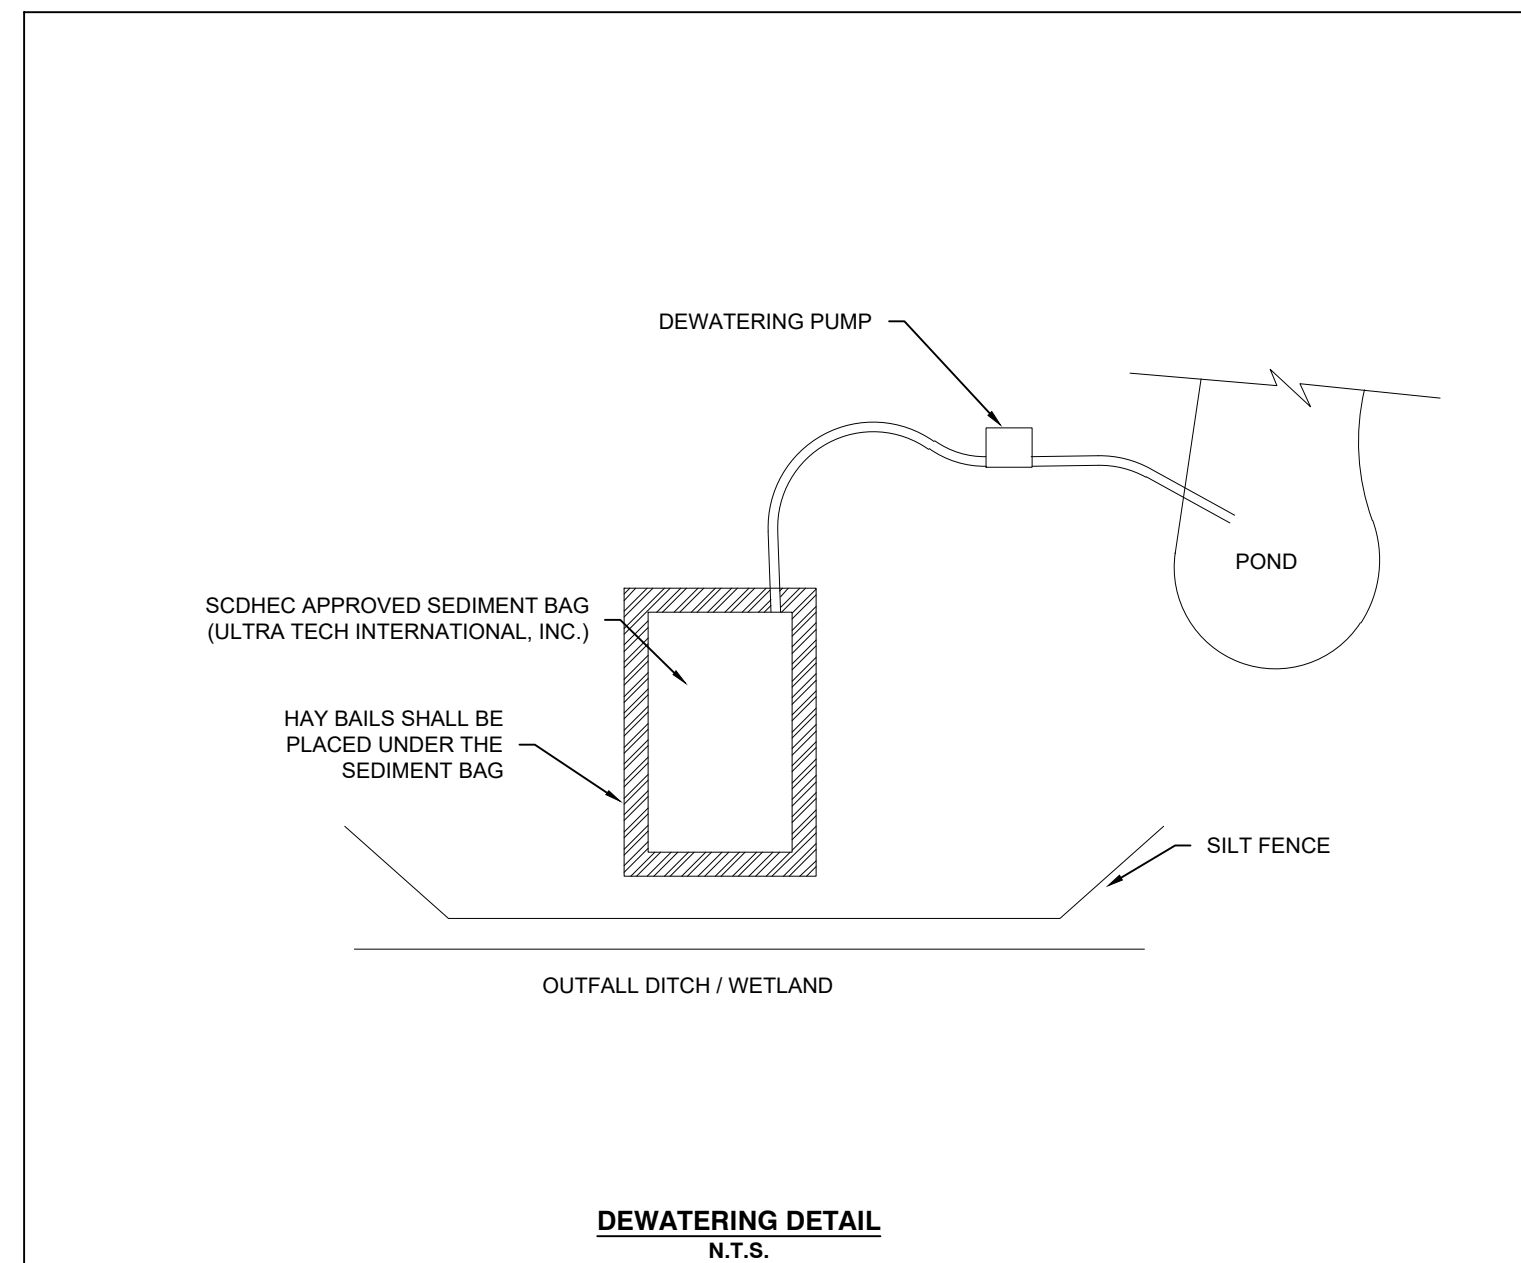 DEWATERING PUMP
POND
SCDHEC APPROVED SEDIMENT BAG
(ULTRA TECH INTERNATIONAL, INC.)
HAY BAILS SHALL BE
PLACED UNDER THE
SEDIMENT BAG
SILT FENCE
OUTFALL DITCH / WETLAND
DEWATERING DETAIL
N.T.S.